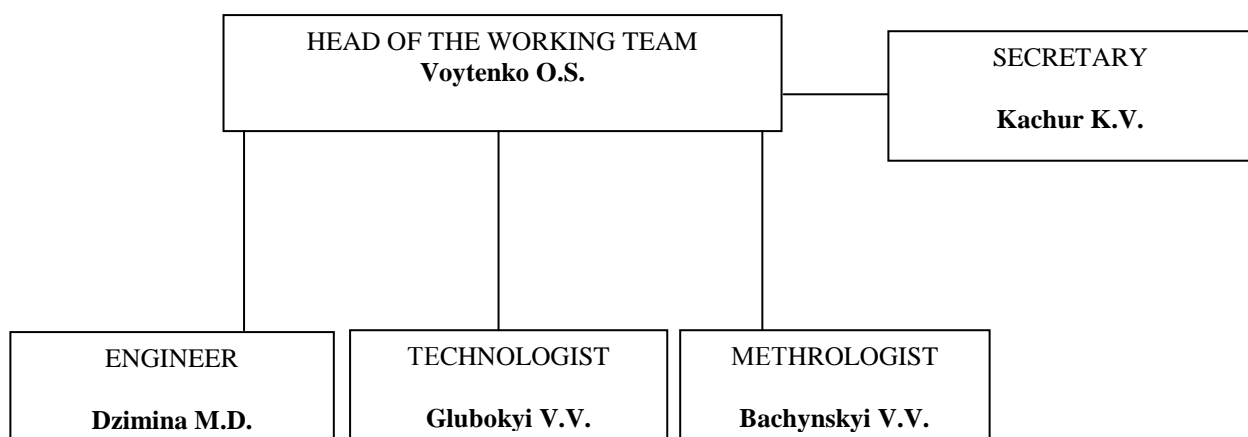 HEAD OF THE WORKING TEAM
Voytenko O.S.
SECRETARY
Kachur K.V.
ENGINEER
Dzimina M.D.
TECHNOLOGIST
Glubokyi V.V.
METHROLOGIST
Bachynskyi V.V.